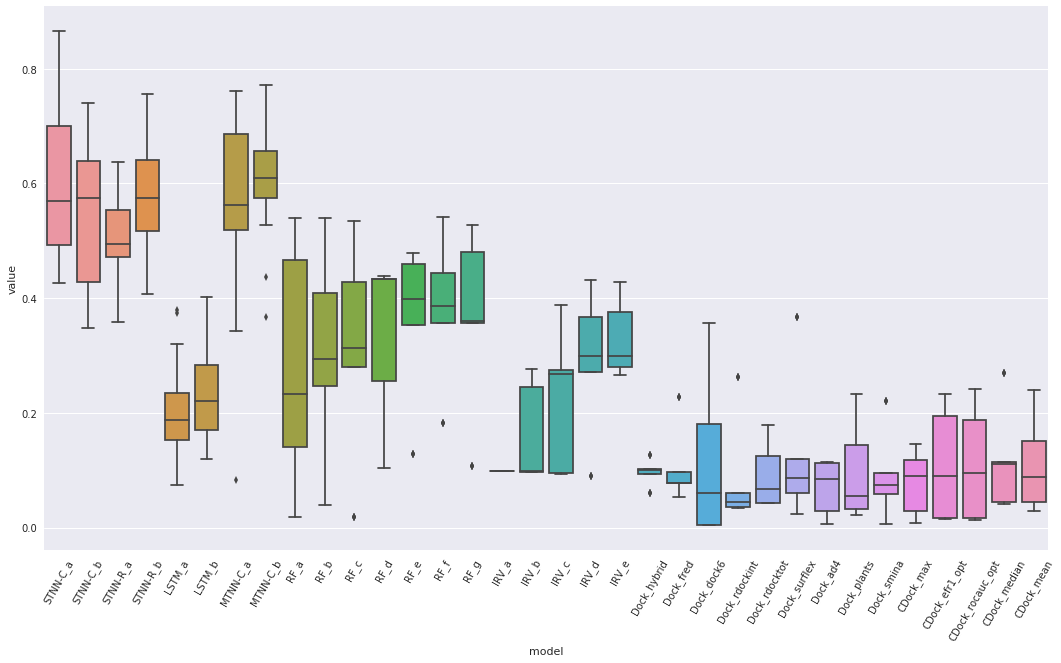 0.8
0.6
0.4
0.2
0.0
value
STNN-C_a
STNN-C_b
STNN-R_a
STNN-R_b
LSTM_a
LSTM_b
MTNN-C_a
MTNN-C_b
RF_a
RF_b
RF_c
RF_d
RF_e
RF_f
RF_g
IRV_a
IRV_b
IRV_c
IRV_d
IRV_e
Dock_hybrid
Dock_fred
Dock_dock6
Dock_rdockint
Dock_rdocktot
Dock_surflex
Dock_ad4
Dock_plants
Dock_smina
CDock_max
CDock_efr1_opt
CDock_rocauc_opt
CDock_median
CDock_mean
model